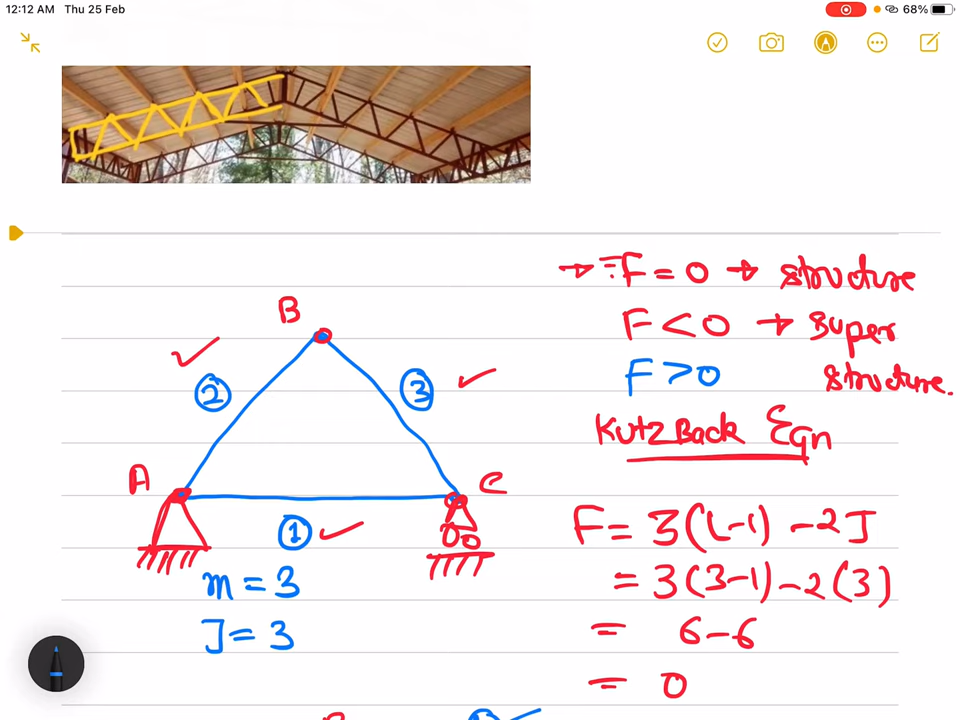 12:12 AM Thu 25 Feb
68%
→ F = 0 → structure
F < 0 → super
structure.
F > 0
KutzBack Eqn
B
2
3
A
C
1
m = 3
J = 3
F = 3(L-1) - 2J
= 3(3-1) - 2(3)
= 6-6
= 0